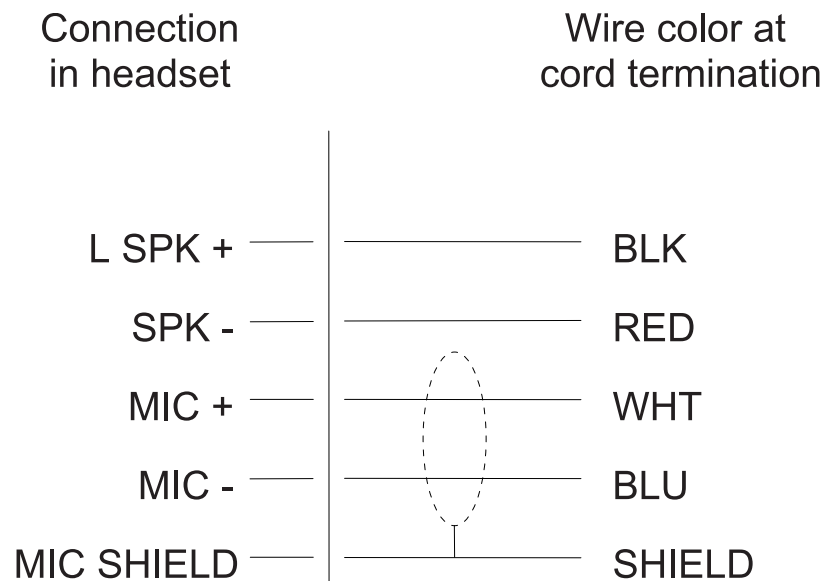 Connection
in headset
Wire color at
cord termination
L SPK + BLK
SPK - RED
MIC + WHT
MIC - BLU
MIC SHIELD SHIELD